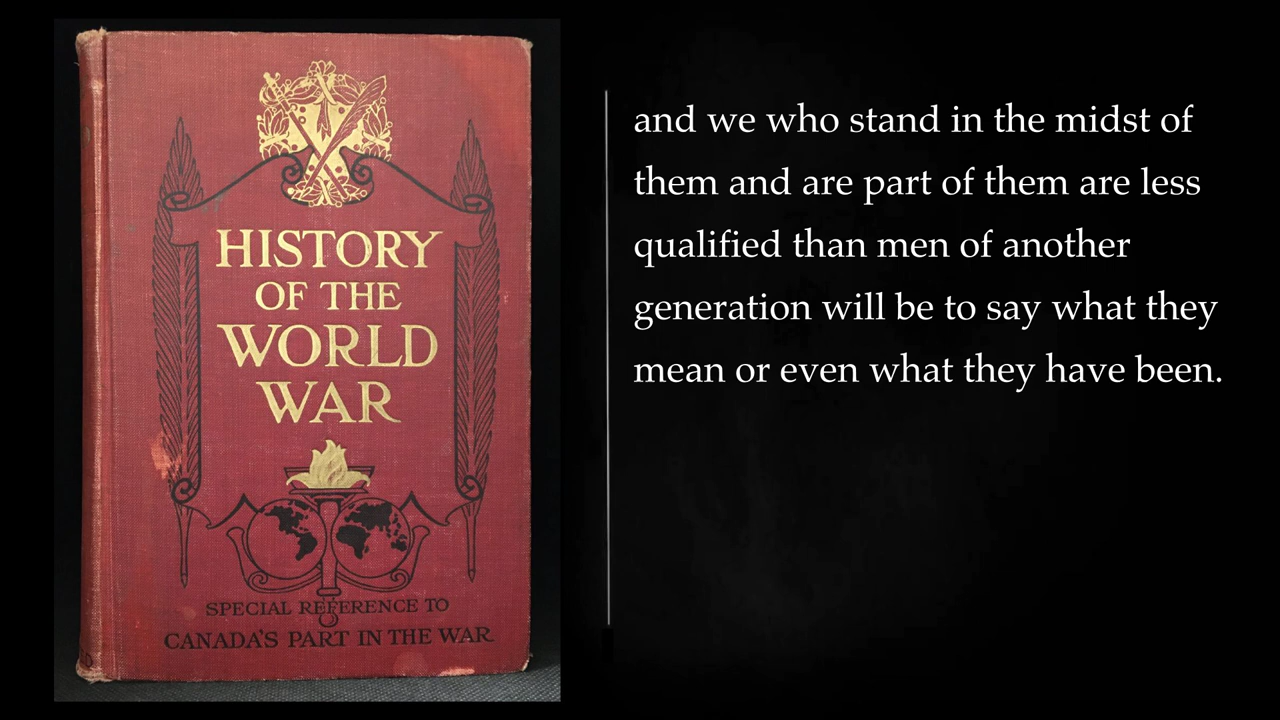 HISTORY
OF THE
WORLD
WAR
SPECIAL REFERENCE TO
CANADA'S PART IN THE WAR
and we who stand in the midst of
them and are part of them are less
qualified than men of another
generation will be to say what they
mean or even what they have been.